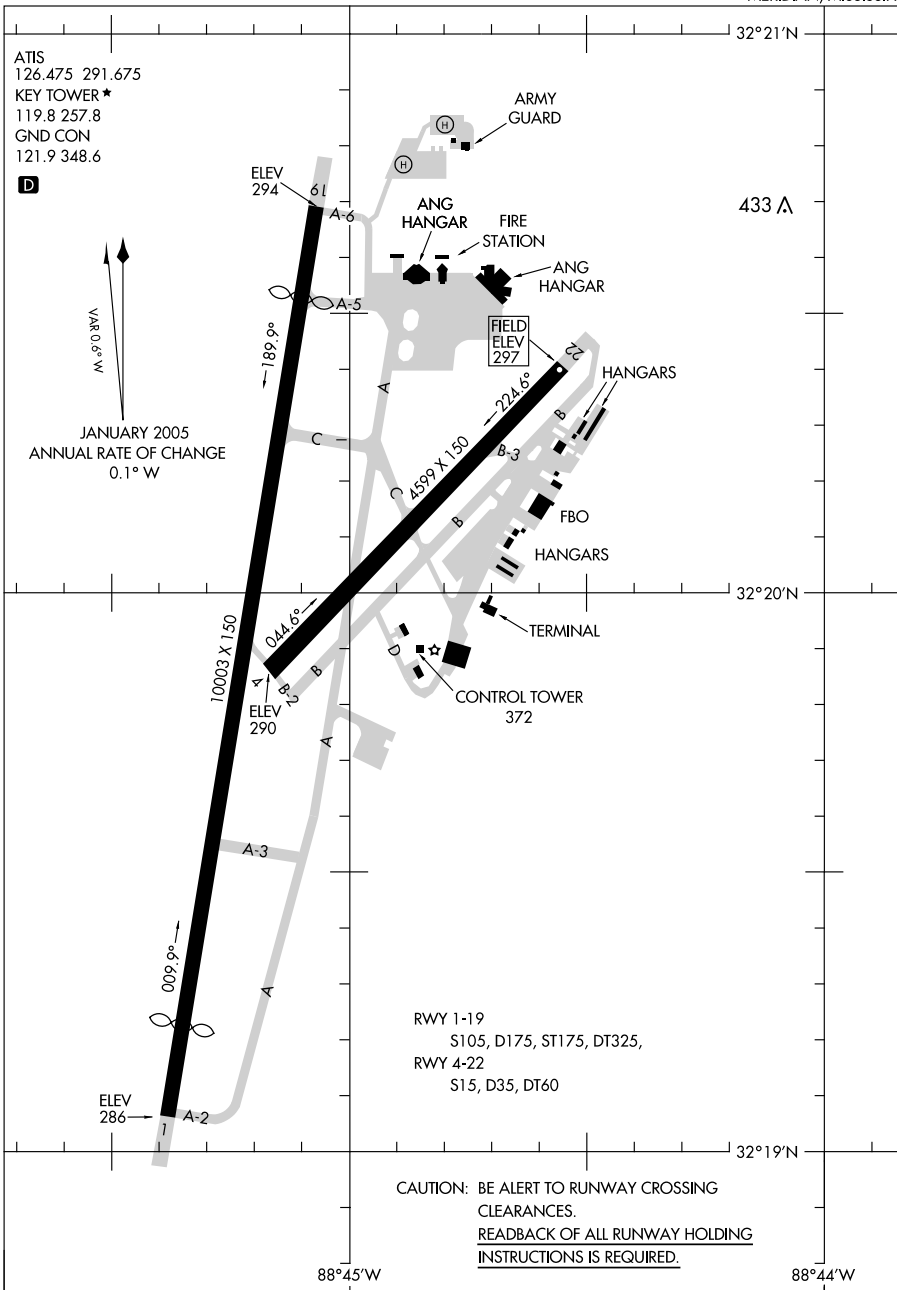 32°21'N
ATIS
126.475 291.675
KEY TOWER★
119.8 257.8
GND CON
121.9 348.6
D
ARMY
GUARD
H
H
ELEV
294
19
A-6
433
ANG
HANGAR
FIRE
STATION
ANG
HANGAR
A-5
VAR 0.6° W
189.9°
FIELD
ELEV
297
22
224.6°
HANGARS
A
B
JANUARY 2005
ANNUAL RATE OF CHANGE
0.1° W
C
B-3
4599 X 150
C
B
FBO
HANGARS
32°20'N
044.6°
TERMINAL
10003 X 150
D
B
4
B-2
CONTROL TOWER
372
ELEV
290
A
A-3
009.9°
A
RWY 1-19
S105, D175, ST175, DT325,
RWY 4-22
S15, D35, DT60
ELEV
286
A-2
1
32°19'N
CAUTION: BE ALERT TO RUNWAY CROSSING
CLEARANCES.
READBACK OF ALL RUNWAY HOLDING
INSTRUCTIONS IS REQUIRED.
88°45'W
88°44'W